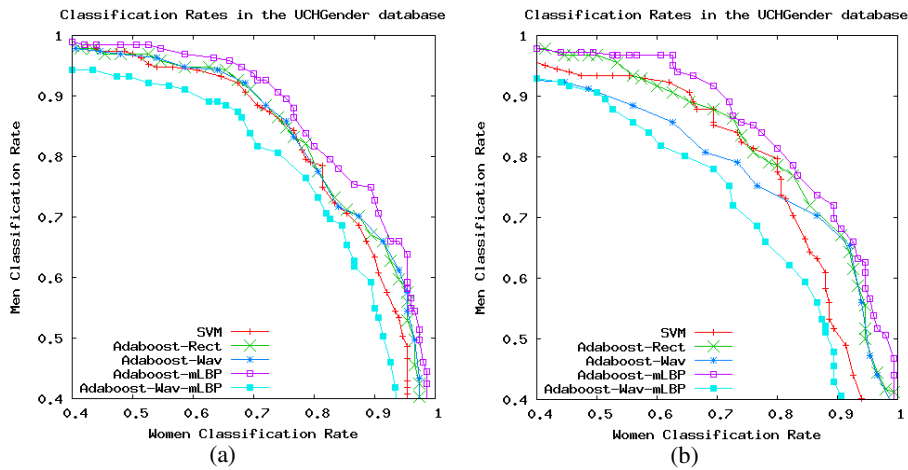 Classification Rates in the UCHGender database
Men Classification Rate
1
0.9
0.8
0.7
0.6
0.5
0.4
SVM
Adaboost-Rect
Adaboost-Wav
Adaboost-mLBP
Adaboost-Wav-mLBP
0.4 0.5 0.6 0.7 0.8 0.9 1
Women Classification Rate
(a)
Classification Rates in the UCHGender database
Men Classification Rate
1
0.9
0.8
0.7
0.6
0.5
0.4
SVM
Adaboost-Rect
Adaboost-Wav
Adaboost-mLBP
Adaboost-Wav-mLBP
0.4 0.5 0.6 0.7 0.8 0.9 1
Women Classification Rate
(b)